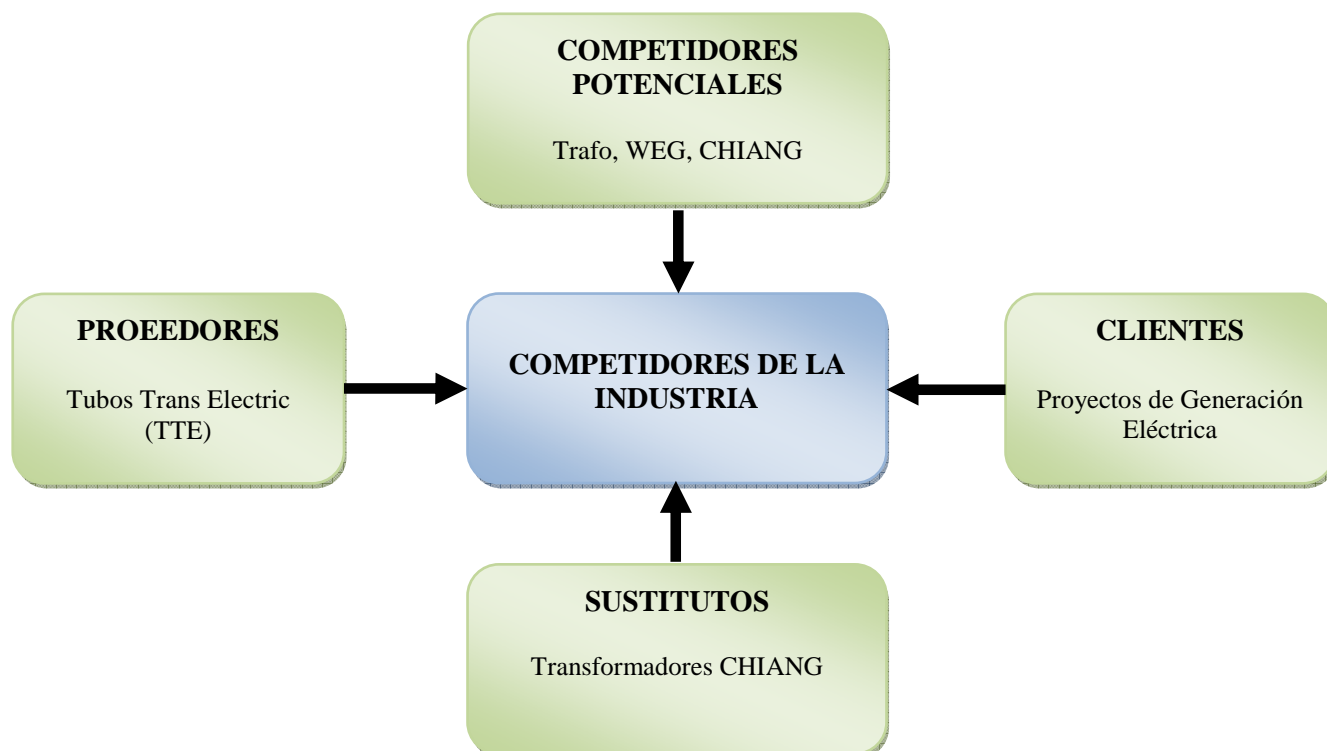 COMPETIDORES
POTENCIALES
Trafo, WEG, CHIANG
PROEEDORES
Tubos Trans Electric
(TTE)
COMPETIDORES DE LA
INDUSTRIA
CLIENTES
Proyectos de Generación
Eléctrica
SUSTITUTOS
Transformadores CHIANG